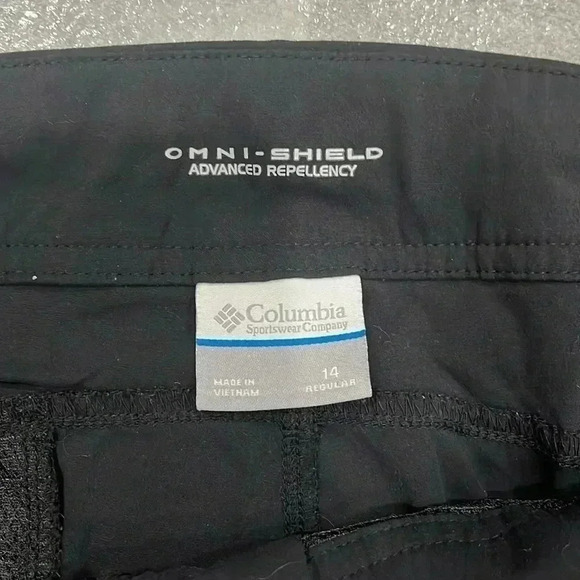 OMNI-SHIELD
ADVANCED REPELLENCY
Columbia
Sportswear Company
14
MADE IN REGULAR
VIETNAM